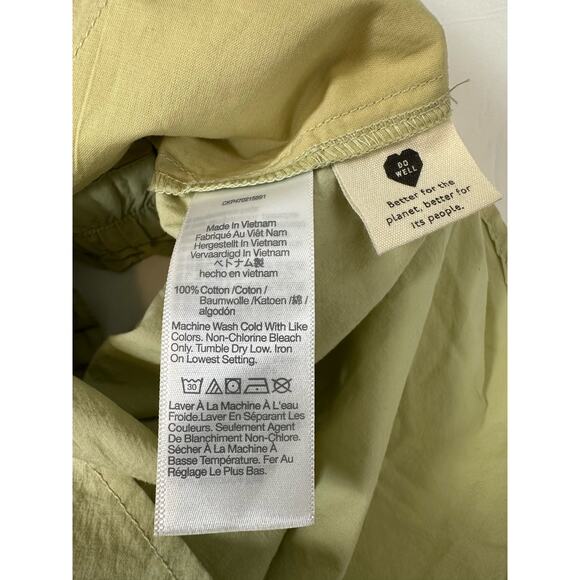 DO
WELL
Better for the
planet, better for
its people.
Made In Vietnam
Fabriqué Au Viêt Nam
Hergestellt In Vietnam
Vervaardigd In Vietnam
ベトナム製
hecho en vietnam
100% Cotton /Coton /
Baumwolle /Katoen /綿 /
algodón
Machine Wash Cold With Like
Colors. Non-Chlorine Bleach
Only. Tumble Dry Low. Iron
On Lowest Setting.
30
Laver À La Machine À L'eau
Froide.Laver En Séparant Les
Couleurs. Seulement Agent
De Blanchiment Non-Chlore.
Sécher À La Machine À
Basse Température. Fer Au
Réglage Le Plus Bas.